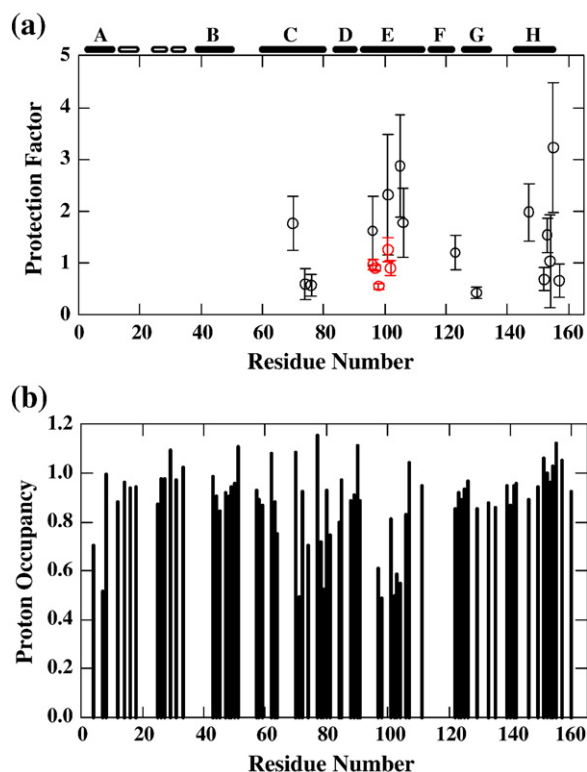 (a)
A B C D E F G H
5
4
3
2
1
0
Protection Factor
0 20 40 60 80 100 120 140 160
Residue Number
(b)
1.2
1.0
0.8
0.6
0.4
0.2
0.0
Proton Occupancy
0 20 40 60 80 100 120 140 160
Residue Number